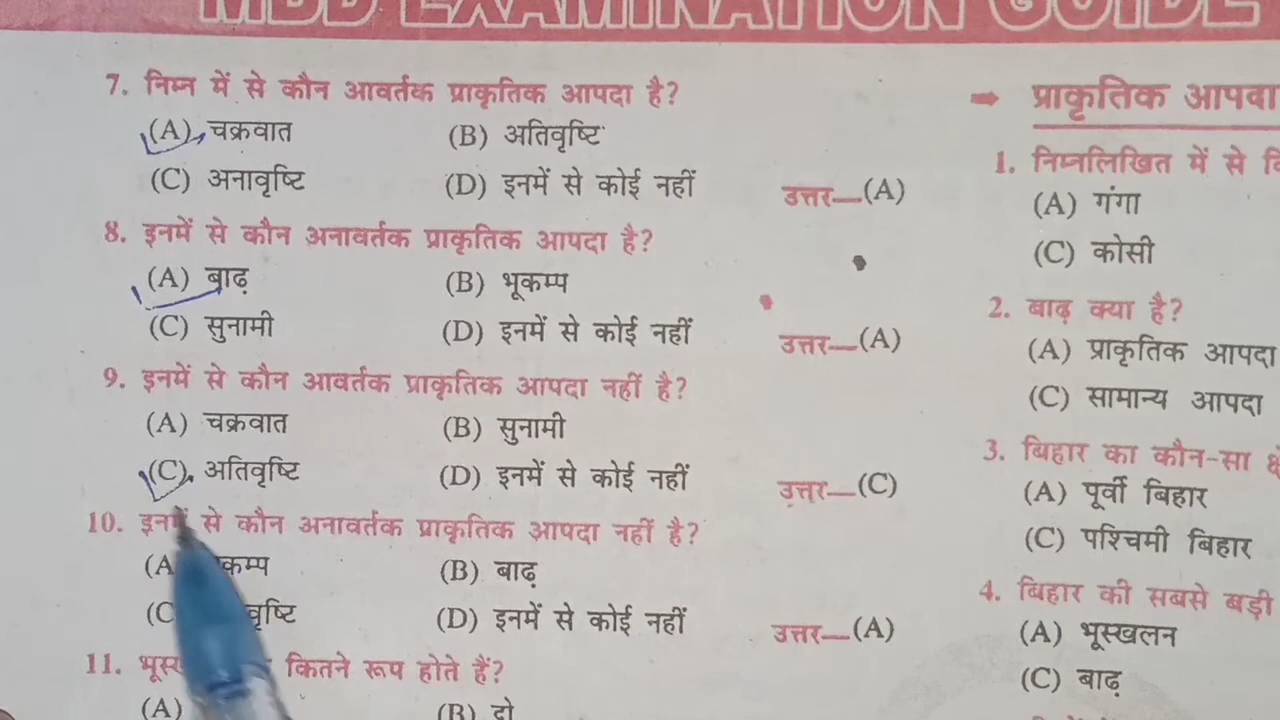 MBD EXAMINATION GUIDE
7. निम्न में से कौन आवर्तक प्राकृतिक आपदा है?
(A) चक्रवात (B) अतिवृष्टि
(C) अनावृष्टि (D) इनमें से कोई नहीं उत्तर—(A)
8. इनमें से कौन अनावर्तक प्राकृतिक आपदा है?
(A) बाढ़ (B) भूकम्प
(C) सुनामी (D) इनमें से कोई नहीं उत्तर—(A)
9. इनमें से कौन आवर्तक प्राकृतिक आपदा नहीं है?
(A) चक्रवात (B) सुनामी
(C) अतिवृष्टि (D) इनमें से कोई नहीं उत्तर—(C)
10. इनमें से कौन अनावर्तक प्राकृतिक आपदा नहीं है?
(B) बाढ़
(D) इनमें से कोई नहीं उत्तर—(A)
11. कितने रूप होते हैं?
(A) (B) दो
➡ प्राकृतिक आपदा
1. निम्नलिखित में से
(A) गंगा
(C) कोसी
2. बाढ़ क्या है?
(A) प्राकृतिक आपदा
(C) सामान्य आपदा
3. बिहार का कौन-सा
(A) पूर्वी बिहार
(C) पश्चिमी बिहार
4. बिहार की सबसे बड़ी
(A) भूस्खलन
(C) बाढ़